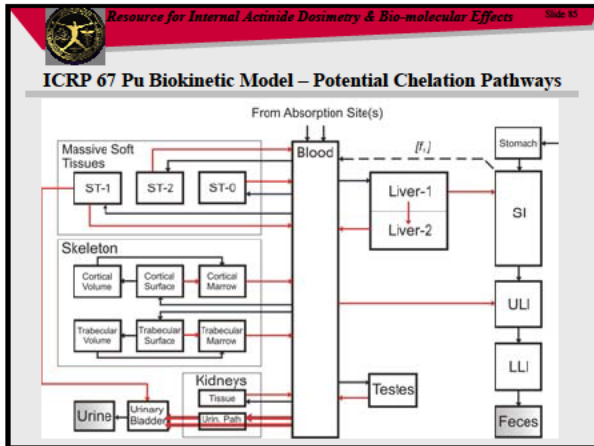 Resource for Internal Actinide Dosimetry & Bio-molecular Effects
Slide 85
ICRP 67 Pu Biokinetic Model – Potential Chelation Pathways
From Absorption Site(s)
Massive Soft
Tissues
ST-1
ST-2
ST-0
Blood
[f₁]
Stomach
Liver-1
Liver-2
SI
Skeleton
Cortical
Volume
Cortical
Surface
Cortical
Marrow
Trabecular
Volume
Trabecular
Surface
Trabecular
Marrow
ULI
LLI
Kidneys
Tissue
Urin. Path
Testes
Urine
Urinary
Bladder
Feces